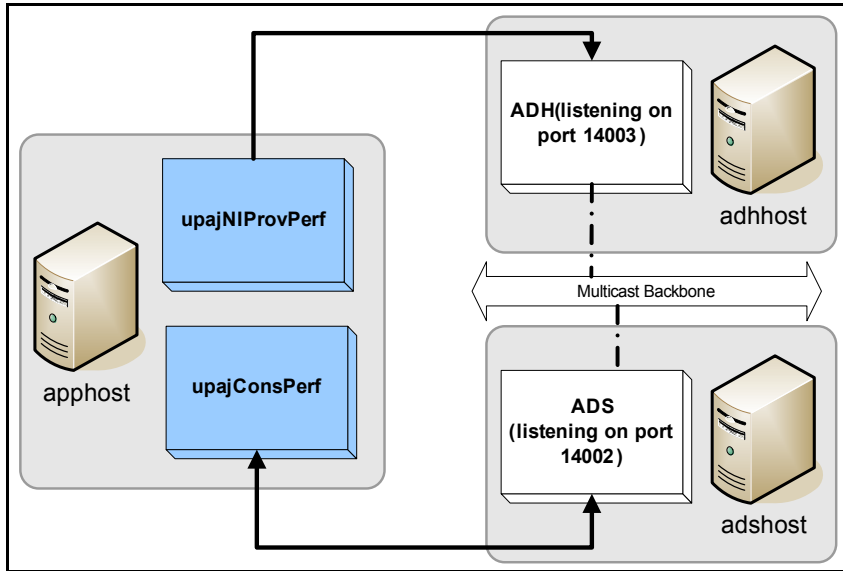 ADH(listening on
port 14003 )
adhhost
upajNIProvPerf
Multicast Backbone
upajConsPerf
apphost
ADS
(listening on port
14002 )
adshost